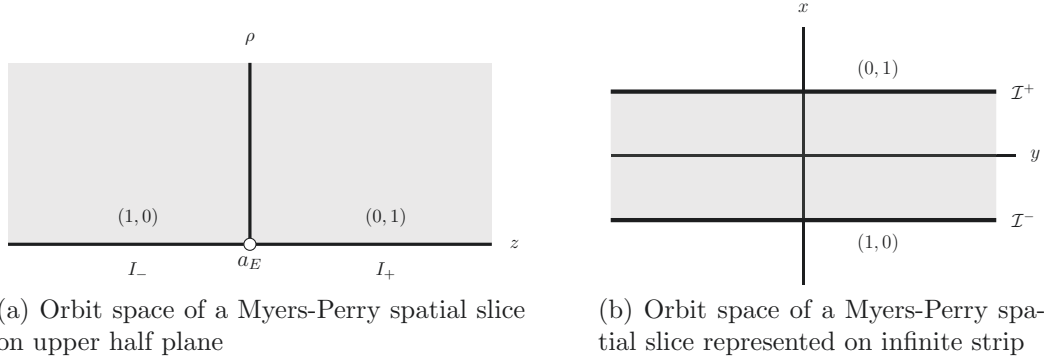 ρ
(1, 0)
(0, 1)
z
a_E
I_−
I_+
(a) Orbit space of a Myers-Perry spatial slice
on upper half plane
x
(0, 1)
ℐ^+
y
ℐ^−
(1, 0)
(b) Orbit space of a Myers-Perry spa-
tial slice represented on infinite strip